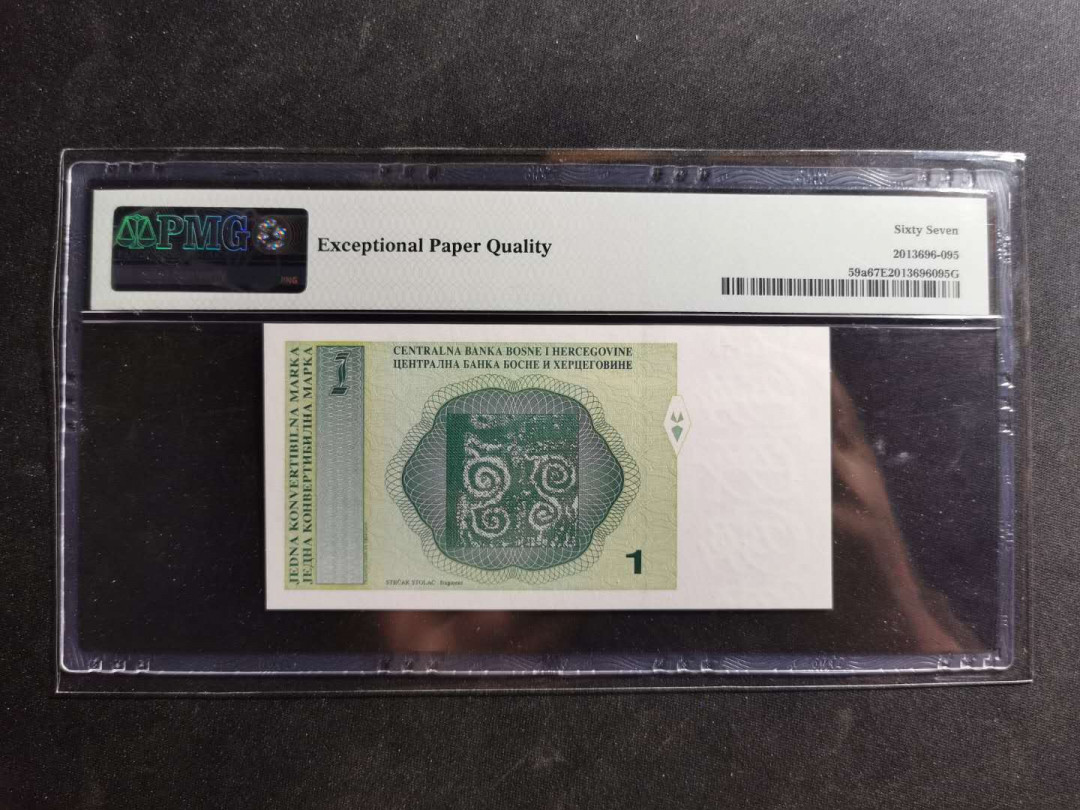 PMG
Exceptional Paper Quality
Sixty Seven
2013696-095
59a67E2013696095G
JEDNA KONVERTIBILNA MARKA
ЈЕДНА КОНВЕРТИБИЛНА МАРКА
1
CENTRALNA BANKA BOSNE I HERCEGOVINE
ЦЕНТРАЛНА БАНКА БОСНЕ И ХЕРЦЕГОВИНЕ
STEĆAK STOLAC fragment
1